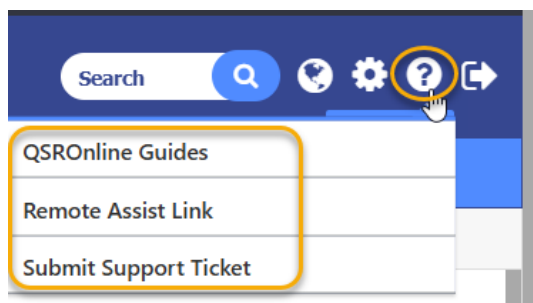 Search
QSROnline Guides
Remote Assist Link
Submit Support Ticket